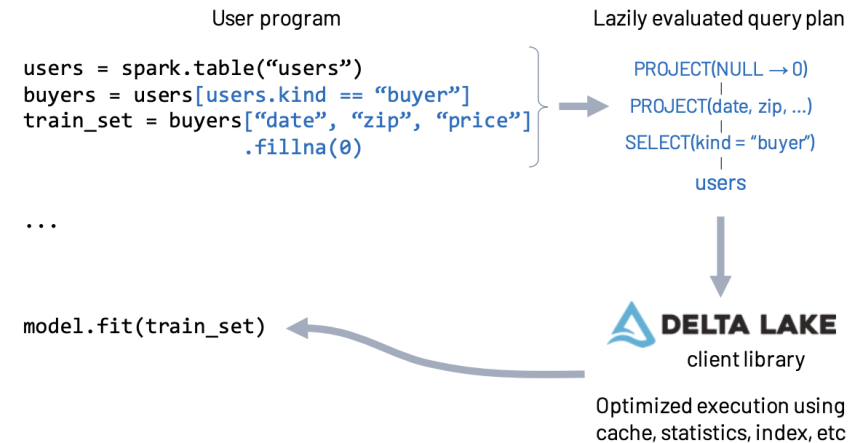 User program
users = spark.table(“users”)
buyers = users[users.kind == “buyer”]
train_set = buyers[“date”, “zip”, “price”]
.fillna(0)
...
model.fit(train_set)
Lazily evaluated query plan
PROJECT(NULL → 0)
PROJECT(date, zip, ...)
SELECT(kind = “buyer”)
users
DELTA LAKE
client library
Optimized execution using
cache, statistics, index, etc